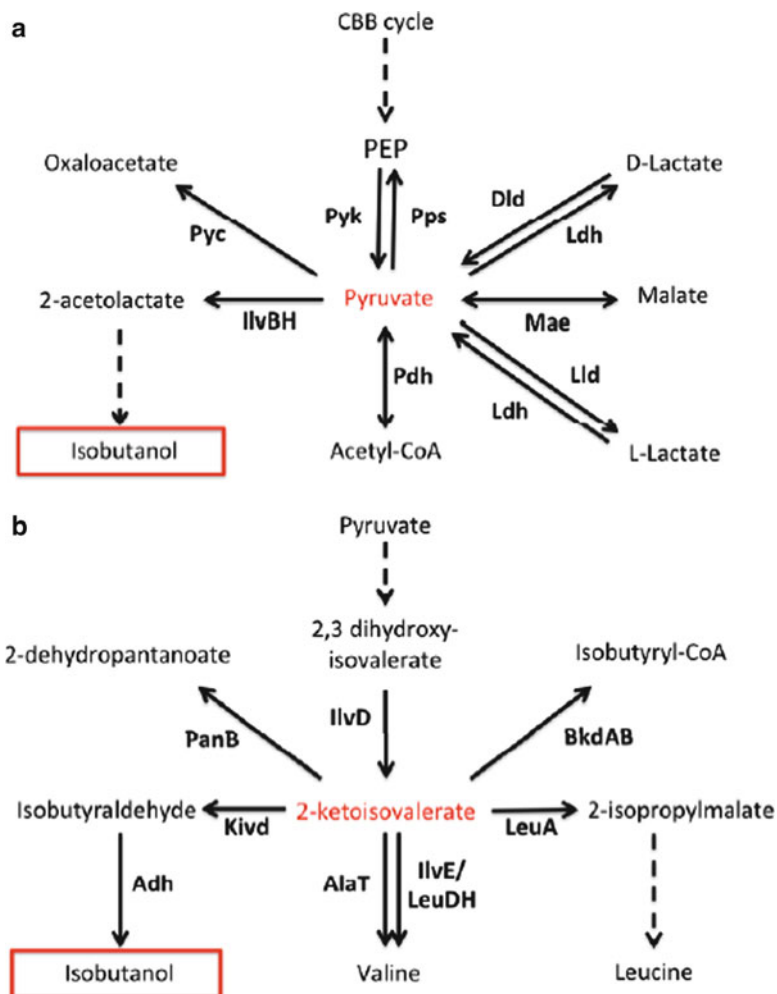 a
CBB cycle
PEP
Oxaloacetate
D-Lactate
Pyk
Pps
Dld
Ldh
Pyc
2-acetolactate
Pyruvate
Malate
IlvBH
Mae
Pdh
Lld
Ldh
Isobutanol
Acetyl-CoA
L-Lactate
b
Pyruvate
2,3 dihydroxy-
isovalerate
2-dehydropantanoate
Isobutyryl-CoA
IlvD
PanB
BkdAB
Isobutyraldehyde
2-ketoisovalerate
2-isopropylmalate
Kivd
LeuA
Adh
AlaT
IlvE/
LeuDH
Isobutanol
Valine
Leucine